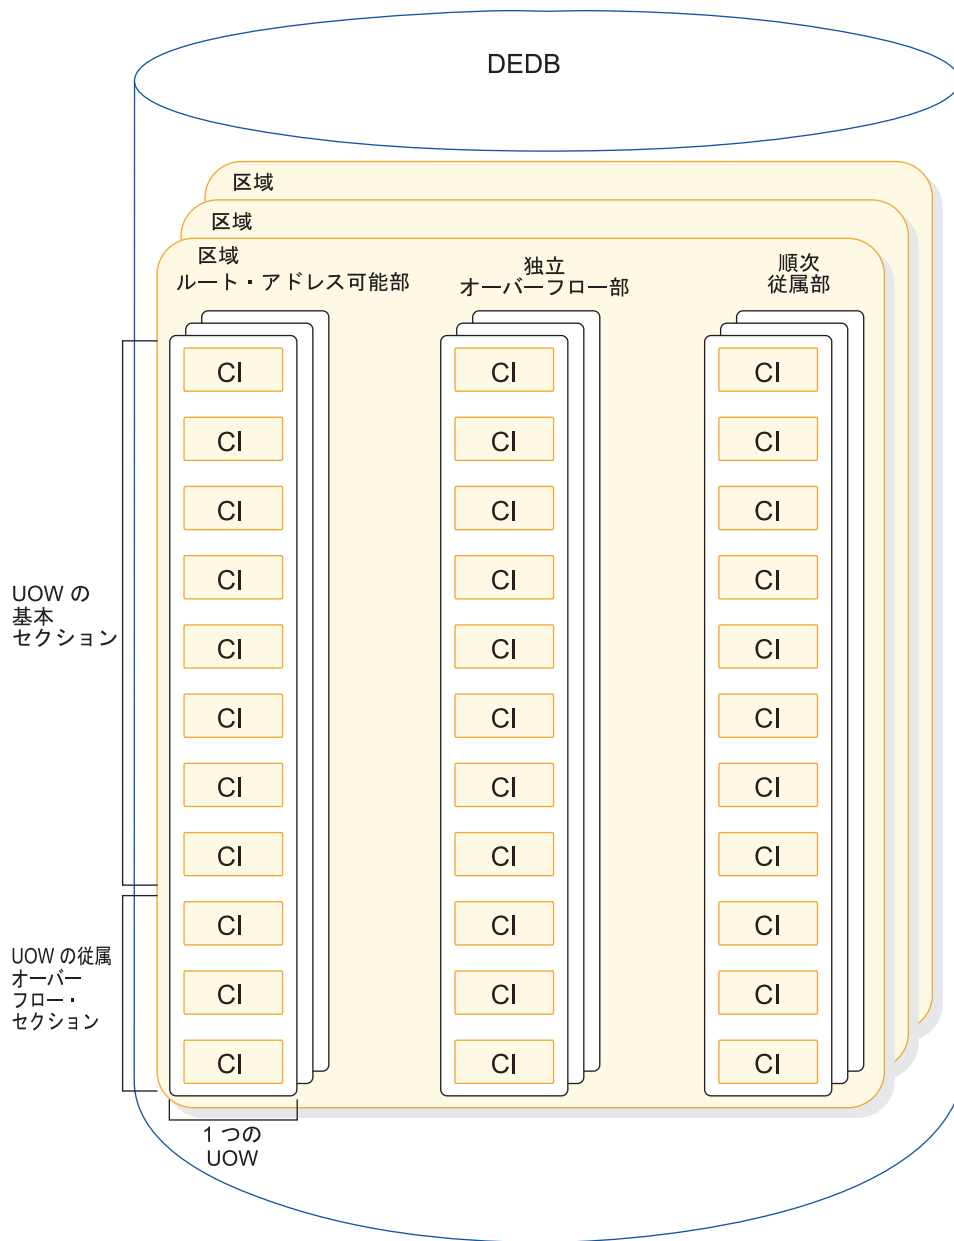 DEDB
区域
区域
区域
ルート・アドレス可能部
独立
オーバーフロー部
順次
従属部
CI CI CI
CI CI CI
CI CI CI
CI CI CI
UOW の
基本
セクション
CI CI CI
CI CI CI
CI CI CI
CI CI CI
CI CI CI
UOW の従属
オーバー
フロー・
セクション
CI CI CI
CI CI CI
1 つの
UOW